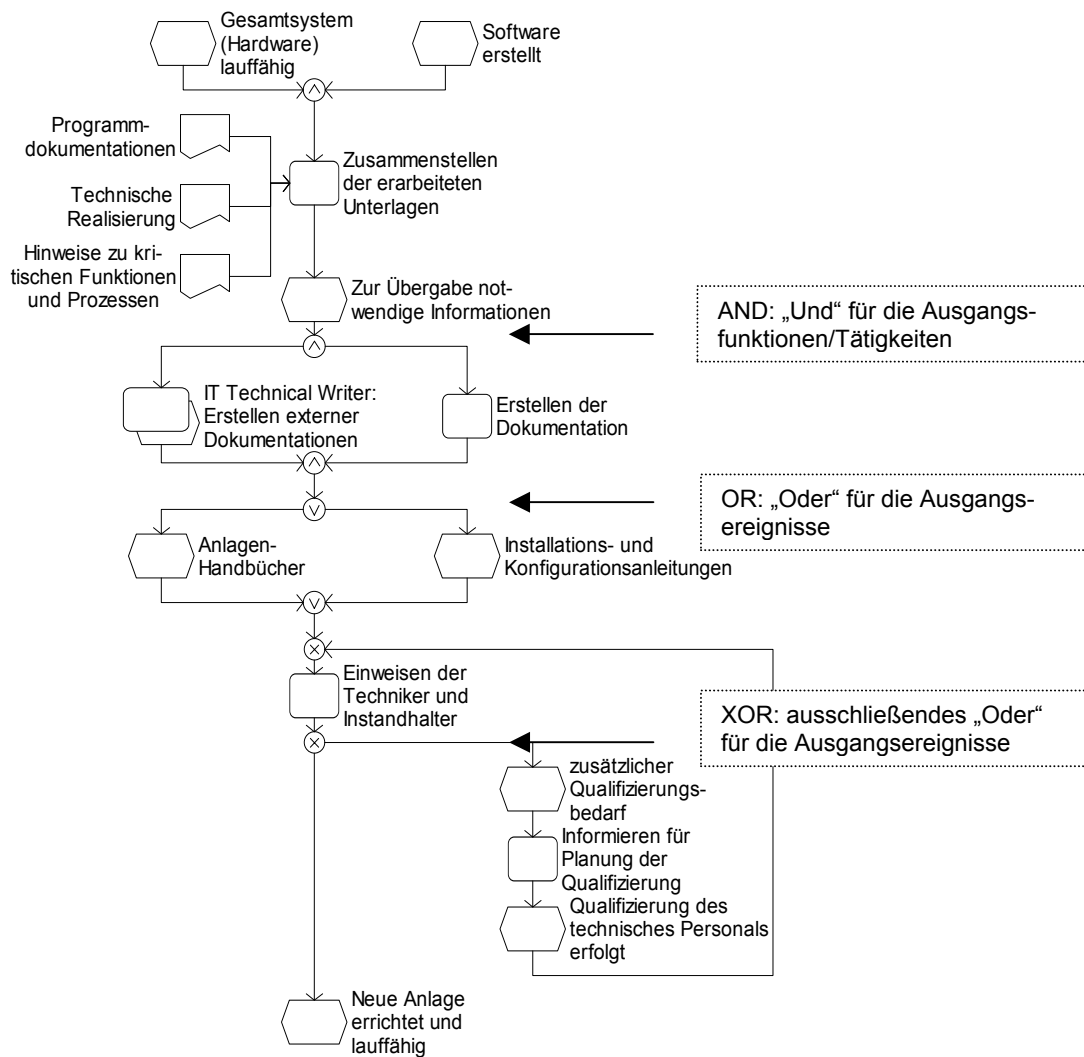 Gesamtsystem
(Hardware)
lauffähig
Software
erstellt
Programm-
dokumentationen
Technische
Realisierung
Hinweise zu kri-
tischen Funktionen
und Prozessen
Zusammenstellen
der erarbeiteten
Unterlagen
Zur Übergabe not-
wendige Informationen
AND: „Und“ für die Ausgangs-
funktionen/Tätigkeiten
IT Technical Writer:
Erstellen externer
Dokumentationen
Erstellen der
Dokumentation
OR: „Oder“ für die Ausgangs-
ereignisse
Anlagen-
Handbücher
Installations- und
Konfigurationsanleitungen
Einweisen der
Techniker und
Instandhalter
XOR: ausschließendes „Oder“
für die Ausgangsereignisse
zusätzlicher
Qualifizierungs-
bedarf
Informieren für
Planung der
Qualifizierung
Qualifizierung des
technisches Personals
erfolgt
Neue Anlage
errichtet und
lauffähig